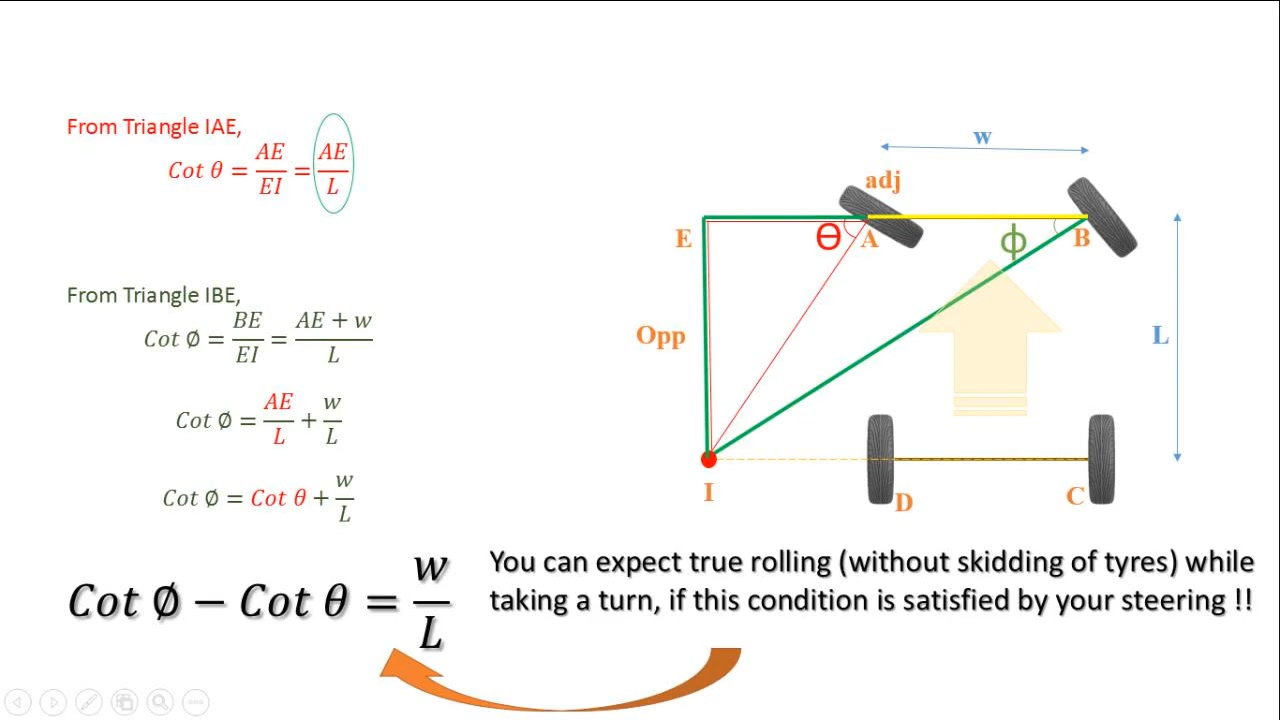 From Triangle IAE,
Cot θ = AE/EI = AE/L
From Triangle IBE,
Cot ∅ = BE/EI = AE + w/L
Cot ∅ = AE/L + w/L
Cot ∅ = Cot θ + w/L
Cot ∅ − Cot θ = w/L
w
adj
E
Ɵ
A
ϕ
B
Opp
L
I
D
C
You can expect true rolling (without skidding of tyres) while
taking a turn, if this condition is satisfied by your steering !!